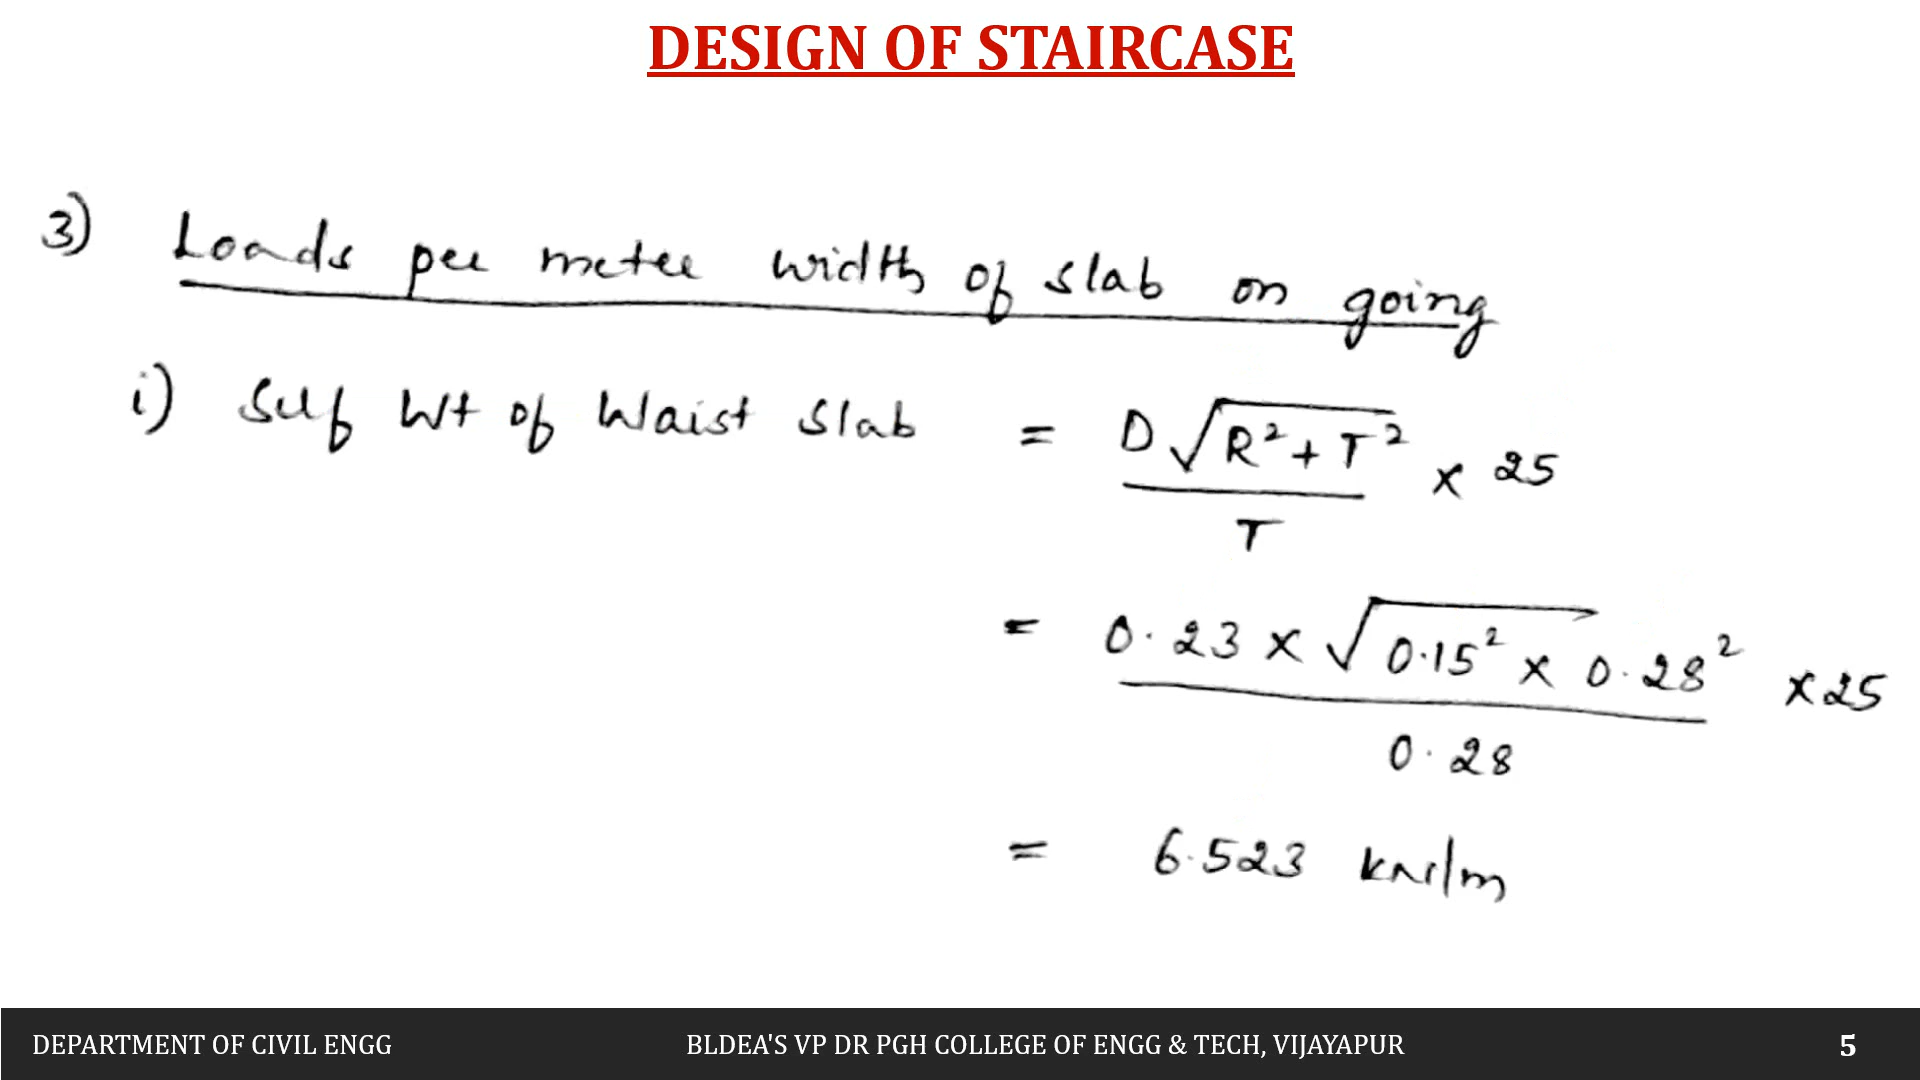 DESIGN OF STAIRCASE
3) Loads per meter width of slab on going
i) Self Wt of Waist Slab = D√R²+T² x 25
T
= 0.23 x √0.15² x 0.28² x 25
0.28
= 6.523 kN/m
DEPARTMENT OF CIVIL ENGG BLDEA'S VP DR PGH COLLEGE OF ENGG & TECH, VIJAYAPUR 5